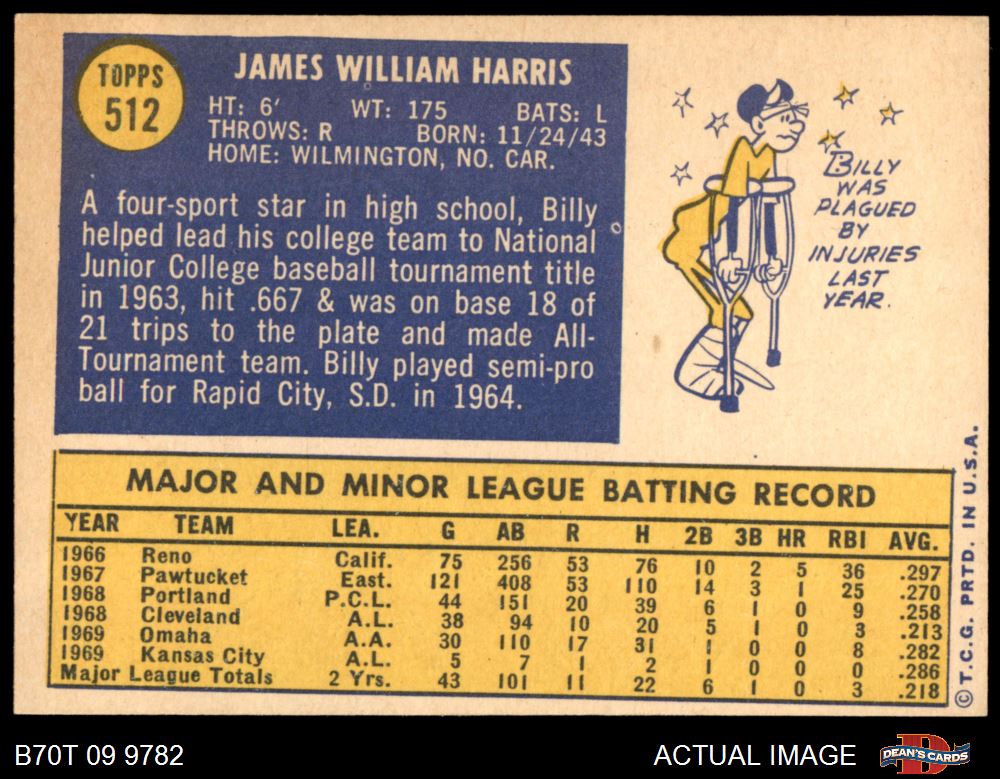 TOPPS
512
JAMES WILLIAM HARRIS
HT: 6' WT: 175 BATS: L
THROWS: R BORN: 11/24/43
HOME: WILMINGTON, NO. CAR.
A four-sport star in high school, Billy
helped lead his college team to National
Junior College baseball tournament title
in 1963, hit .667 & was on base 18 of
21 trips to the plate and made All-
Tournament team. Billy played semi-pro
ball for Rapid City, S.D. in 1964.
BILLY
WAS
PLAGUED
BY
INJURIES
LAST
YEAR.
MAJOR AND MINOR LEAGUE BATTING RECORD
YEAR TEAM LEA. G AB R H 2B 3B HR RBI AVG.
1966 Reno Calif. 75 256 53 76 10 2 5 36 .297
1967 Pawtucket East. 121 408 53 110 14 3 1 25 .270
1968 Portland P.C.L. 44 151 20 39 6 1 0 9 .258
1968 Cleveland A.L. 38 94 10 20 5 1 0 3 .213
1969 Omaha A.A. 30 110 17 31 1 0 0 8 .282
1969 Kansas City A.L. 5 7 1 2 1 0 0 0 .286
Major League Totals 2 Yrs. 43 101 11 22 6 1 0 3 .218
© T.C.G. PRTD. IN U.S.A.
B70T 09 9782
ACTUAL IMAGE
DEAN'S CARDS